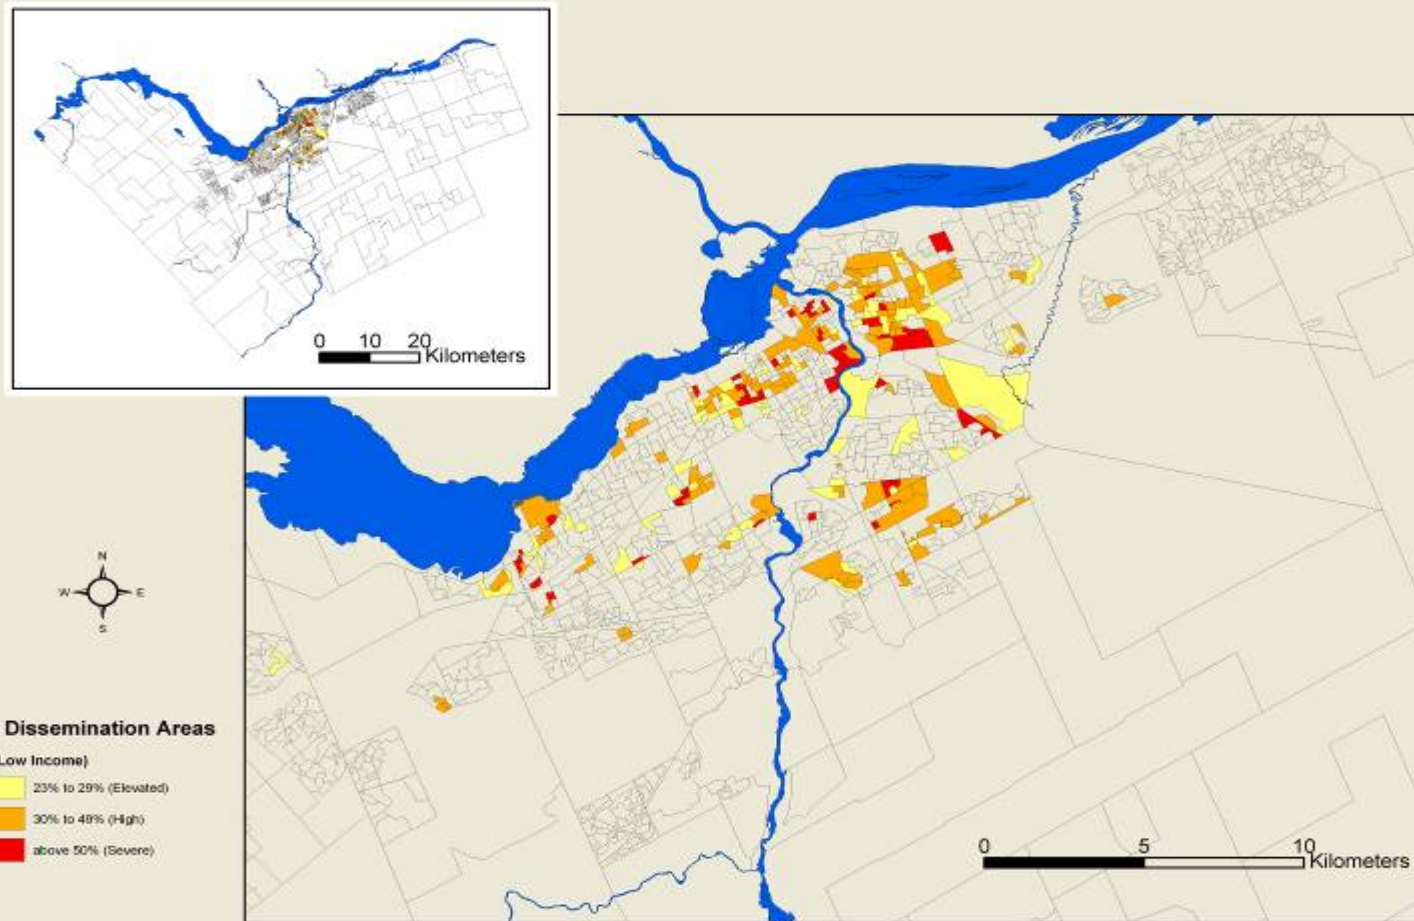 0 10 20
Kilometers
N
W E
S
Dissemination Areas
Low Income)
23% to 29% (Elevated)
30% to 49% (High)
above 50% (Severe)
0 5 10
Kilometers